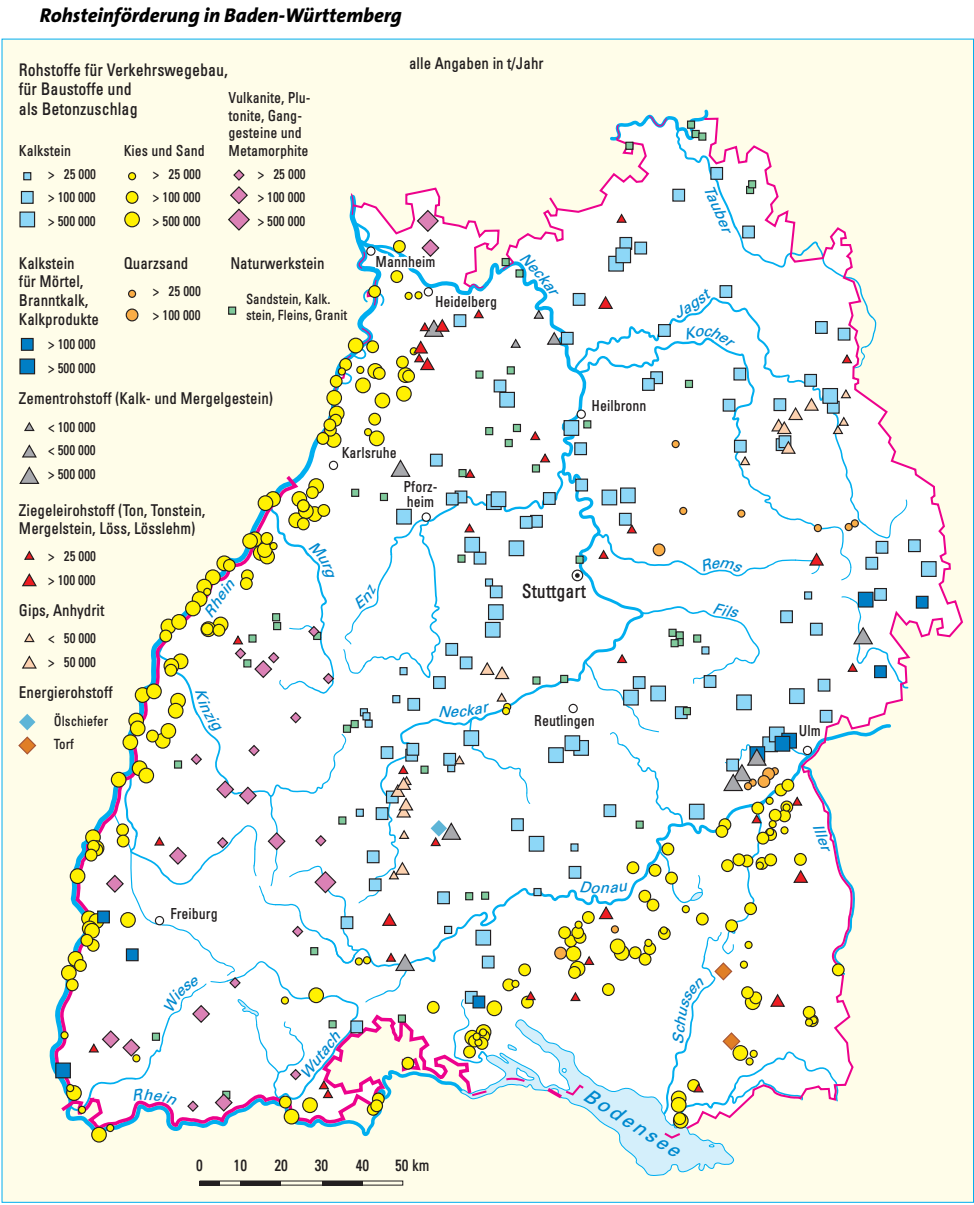 Rohsteinförderung in Baden-Württemberg
alle Angaben in t/Jahr
Rohstoffe für Verkehrswegebau,
für Baustoffe und
als Betonzuschlag
Kalkstein
> 25 000
> 100 000
> 500 000
Kies und Sand
> 25 000
> 100 000
> 500 000
Vulkanite, Plu-
tonite, Gang-
gesteine und
Metamorphite
> 25 000
> 100 000
> 500 000
Kalkstein
für Mörtel,
Branntkalk,
Kalkprodukte
> 100 000
> 500 000
Quarzsand
> 25 000
> 100 000
Naturwerkstein
Sandstein, Kalk.
stein, Fleins, Granit
Zementrohstoff (Kalk- und Mergelgestein)
< 100 000
< 500 000
> 500 000
Ziegeleirohstoff (Ton, Tonstein,
Mergelstein, Löss, Lösslehm)
> 25 000
> 100 000
Gips, Anhydrit
< 50 000
> 50 000
Energierohstoff
Ölschiefer
Torf
Tauber
Mannheim
Neckar
Heidelberg
Jagst
Kocher
Heilbronn
Karlsruhe
Pforz-
heim
Murg
Enz
Rhein
Stuttgart
Rems
Fils
Kinzig
Neckar
Reutlingen
Ulm
Iller
Donau
Freiburg
Wiese
Schussen
Wutach
Rhein
Bodensee
0 10 20 30 40 50 km